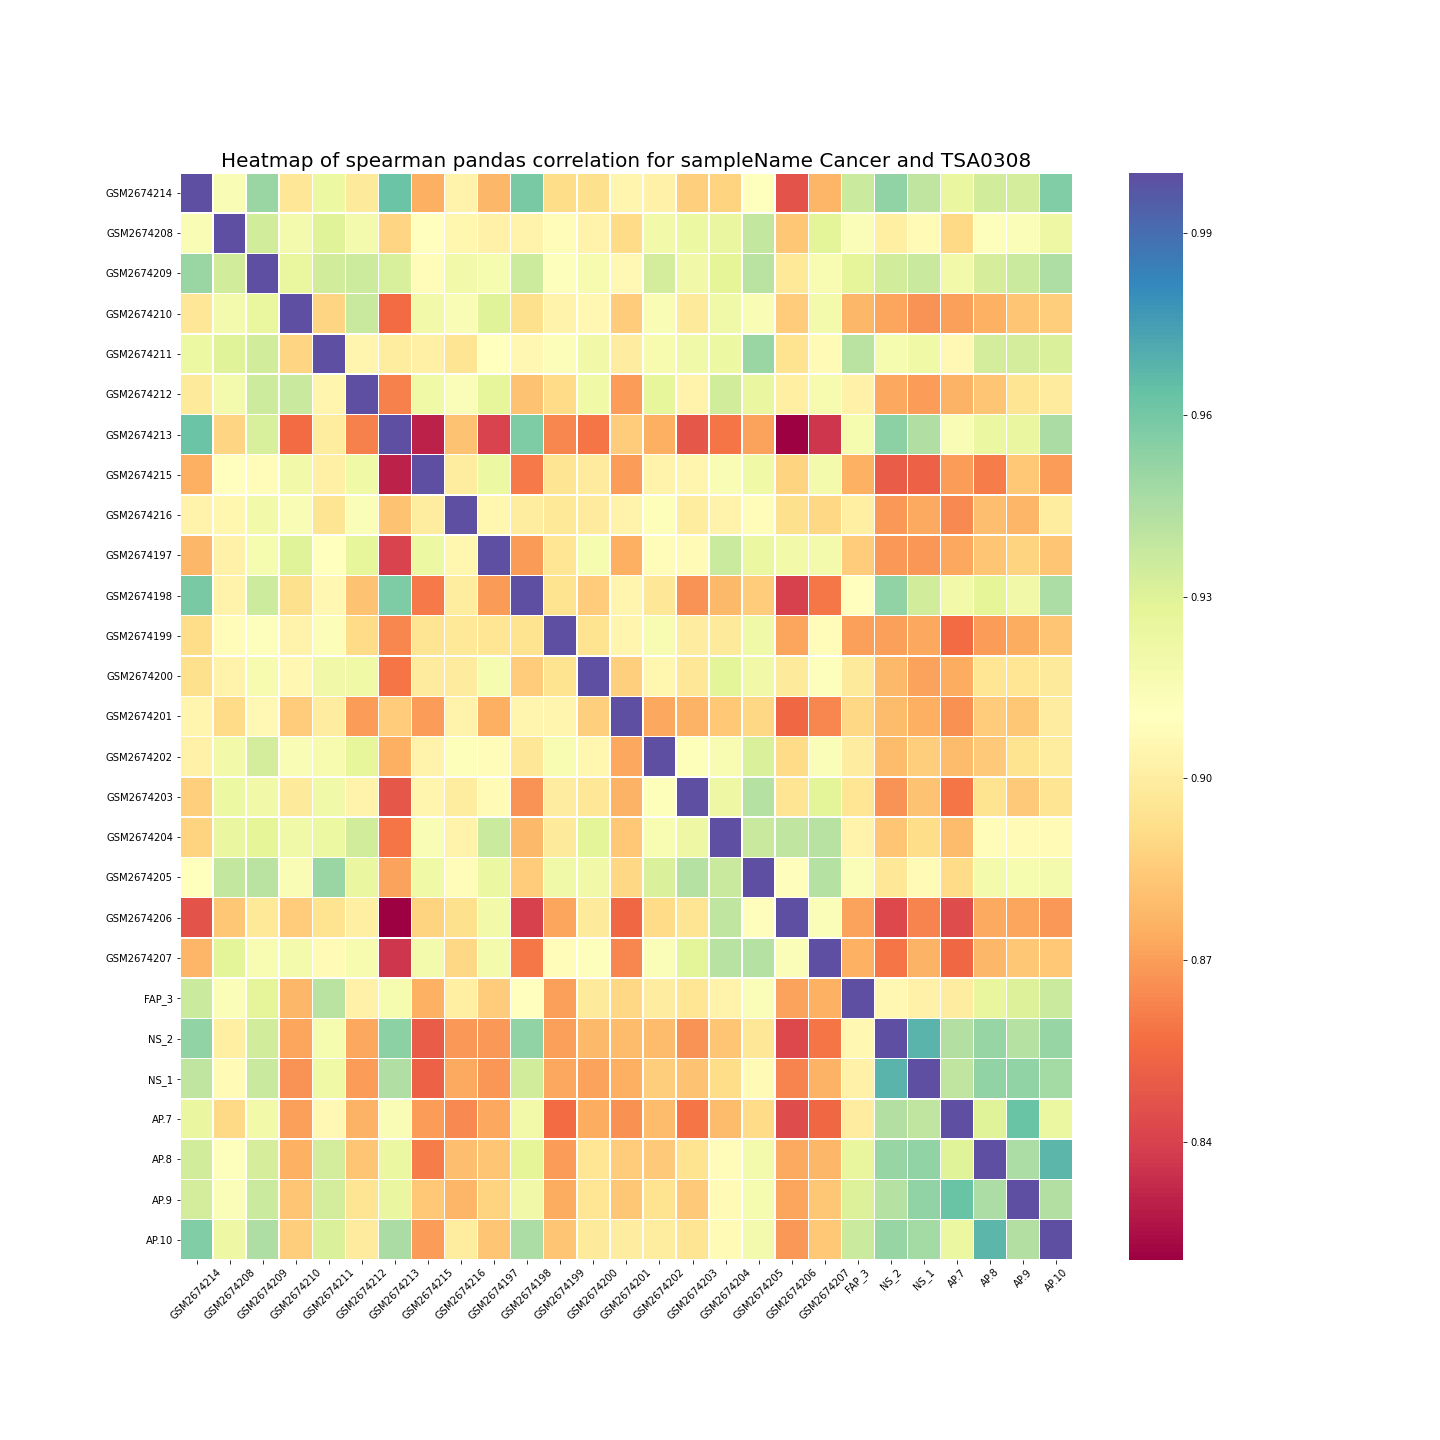 Heatmap of spearman pandas correlation for sampleName Cancer and TSA0308
GSM2674214
GSM2674208
GSM2674209
GSM2674210
GSM2674211
GSM2674212
GSM2674213
GSM2674215
GSM2674216
GSM2674197
GSM2674198
GSM2674199
GSM2674200
GSM2674201
GSM2674202
GSM2674203
GSM2674204
GSM2674205
GSM2674206
GSM2674207
FAP_3
NS_2
NS_1
AP.7
AP.8
AP.9
AP.10
GSM2674214
GSM2674208
GSM2674209
GSM2674210
GSM2674211
GSM2674212
GSM2674213
GSM2674215
GSM2674216
GSM2674197
GSM2674198
GSM2674199
GSM2674200
GSM2674201
GSM2674202
GSM2674203
GSM2674204
GSM2674205
GSM2674206
GSM2674207
FAP_3
NS_2
NS_1
AP.7
AP.8
AP.9
AP.10
0.99
0.96
0.93
0.90
0.87
0.84